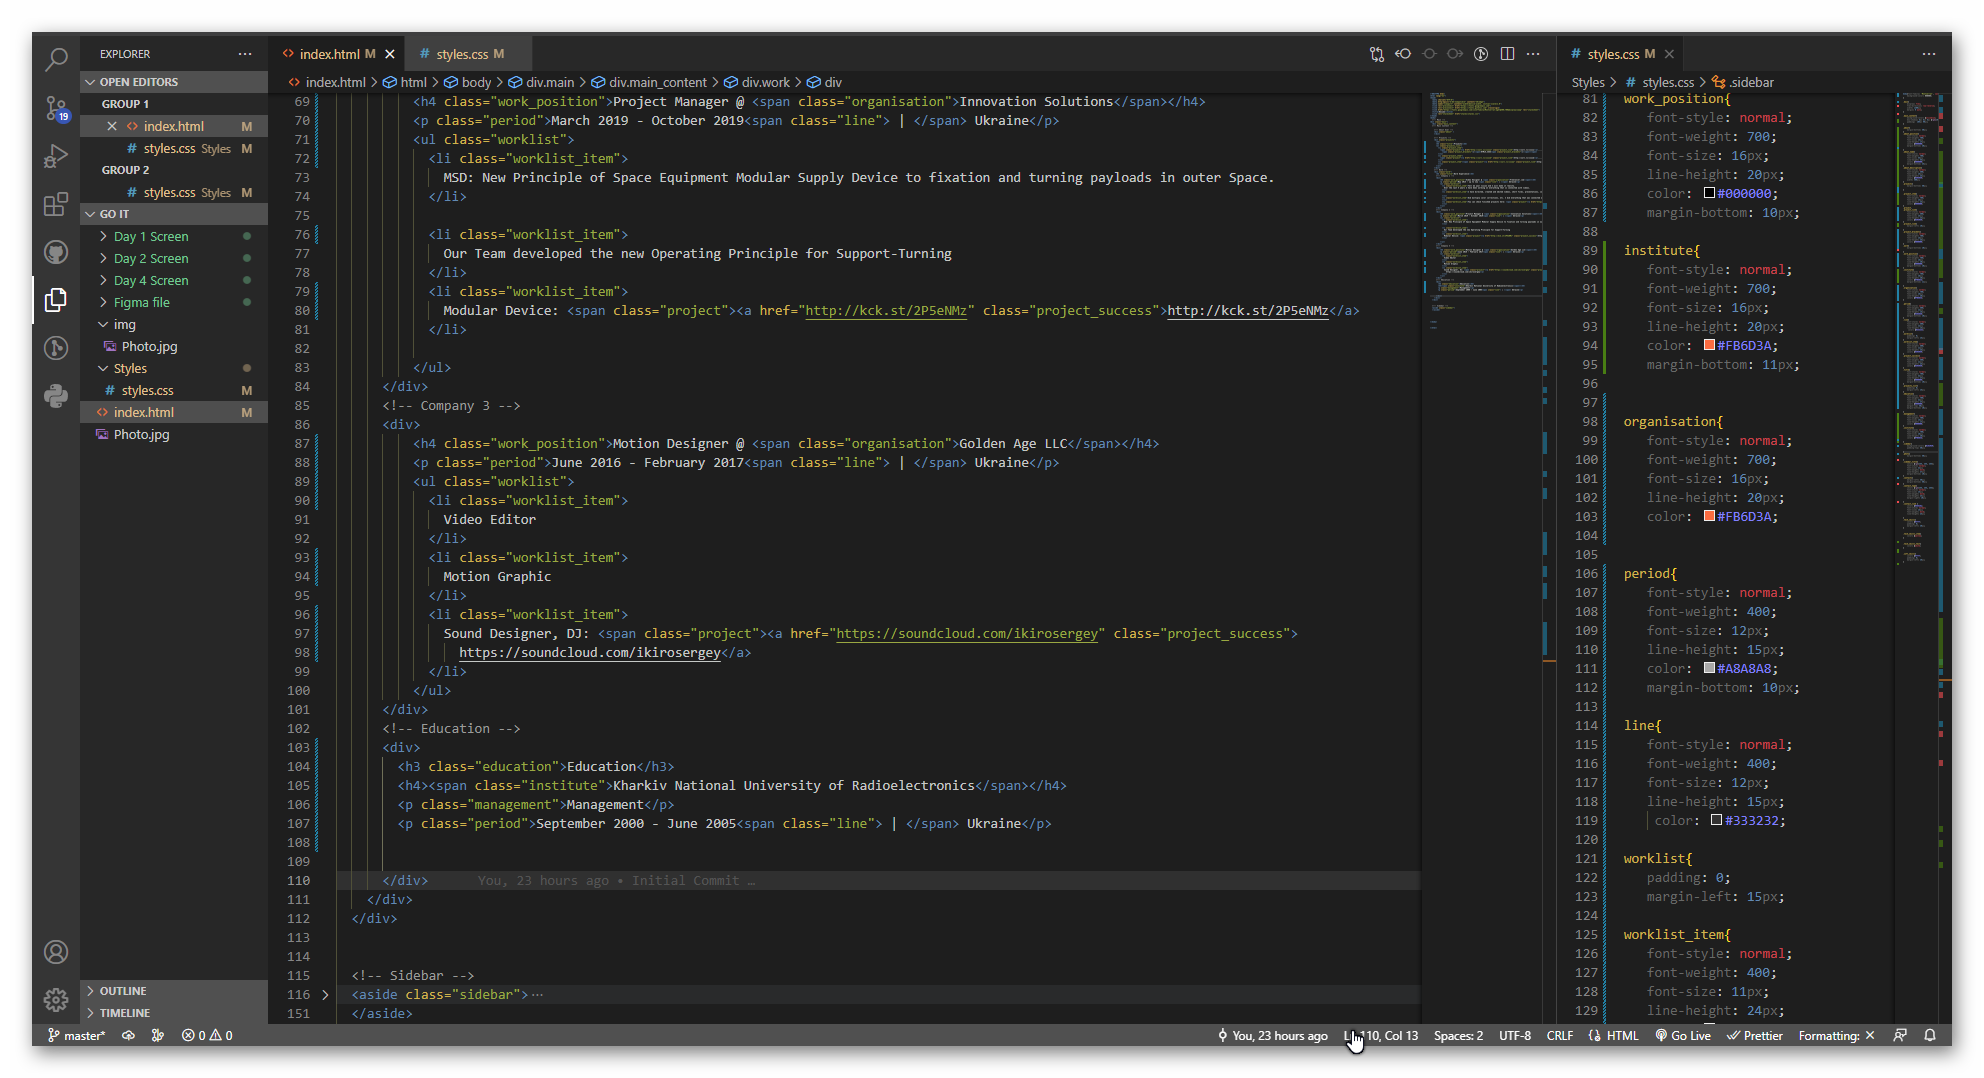 EXPLORER
OPEN EDITORS
GROUP 1
index.html M
styles.css Styles M
GROUP 2
styles.css Styles M
GO IT
Day 1 Screen
Day 2 Screen
Day 4 Screen
Figma file
img
Photo.jpg
Styles
styles.css M
index.html M
Photo.jpg
OUTLINE
TIMELINE
19
index.html M
styles.css M
index.html > html > body > div.main > div.main_content > div.work > div
69 <h4 class="work_position">Project Manager @ <span class="organisation">Innovation Solutions</span></h4>
70 <p class="period">March 2019 - October 2019<span class="line"> | </span> Ukraine</p>
71 <ul class="worklist">
72 <li class="worklist_item">
73 MSD: New Principle of Space Equipment Modular Supply Device to fixation and turning payloads in outer Space.
74 </li>
75
76 <li class="worklist_item">
77 Our Team developed the new Operating Principle for Support-Turning
78 </li>
79 <li class="worklist_item">
80 Modular Device: <span class="project"><a href="http://kck.st/2P5eNMz" class="project_success">http://kck.st/2P5eNMz</a>
81 </li>
82
83 </ul>
84 </div>
85 <!-- Company 3 -->
86 <div>
87 <h4 class="work_position">Motion Designer @ <span class="organisation">Golden Age LLC</span></h4>
88 <p class="period">June 2016 - February 2017<span class="line"> | </span> Ukraine</p>
89 <ul class="worklist">
90 <li class="worklist_item">
91 Video Editor
92 </li>
93 <li class="worklist_item">
94 Motion Graphic
95 </li>
96 <li class="worklist_item">
97 Sound Designer, DJ: <span class="project"><a href="https://soundcloud.com/ikirosergey" class="project_success">
98 https://soundcloud.com/ikirosergey</a>
99 </li>
100 </ul>
101 </div>
102 <!-- Education -->
103 <div>
104 <h3 class="education">Education</h3>
105 <h4><span class="institute">Kharkiv National University of Radioelectronics</span></h4>
106 <p class="management">Management</p>
107 <p class="period">September 2000 - June 2005<span class="line"> | </span> Ukraine</p>
108
109
110 </div> You, 23 hours ago • Initial Commit …
111 </div>
112 </div>
113
114
115 <!-- Sidebar -->
116 <aside class="sidebar">…
151 </aside>
styles.css M
Styles > styles.css > .sidebar
81 work_position{
82 font-style: normal;
83 font-weight: 700;
84 font-size: 16px;
85 line-height: 20px;
86 color: #000000;
87 margin-bottom: 10px;
88
89 institute{
90 font-style: normal;
91 font-weight: 700;
92 font-size: 16px;
93 line-height: 20px;
94 color: #FB6D3A;
95 margin-bottom: 11px;
96
97
98 organisation{
99 font-style: normal;
100 font-weight: 700;
101 font-size: 16px;
102 line-height: 20px;
103 color: #FB6D3A;
104
105
106 period{
107 font-style: normal;
108 font-weight: 400;
109 font-size: 12px;
110 line-height: 15px;
111 color: #A8A8A8;
112 margin-bottom: 10px;
113
114 line{
115 font-style: normal;
116 font-weight: 400;
117 font-size: 12px;
118 line-height: 15px;
119 color: #333232;
120
121 worklist{
122 padding: 0;
123 margin-left: 15px;
124
125 worklist_item{
126 font-style: normal;
127 font-weight: 400;
128 font-size: 11px;
129 line-height: 24px;
master* 0 0
You, 23 hours ago 10, Col 13 Spaces: 2 UTF-8 CRLF HTML Go Live Prettier Formatting: ×